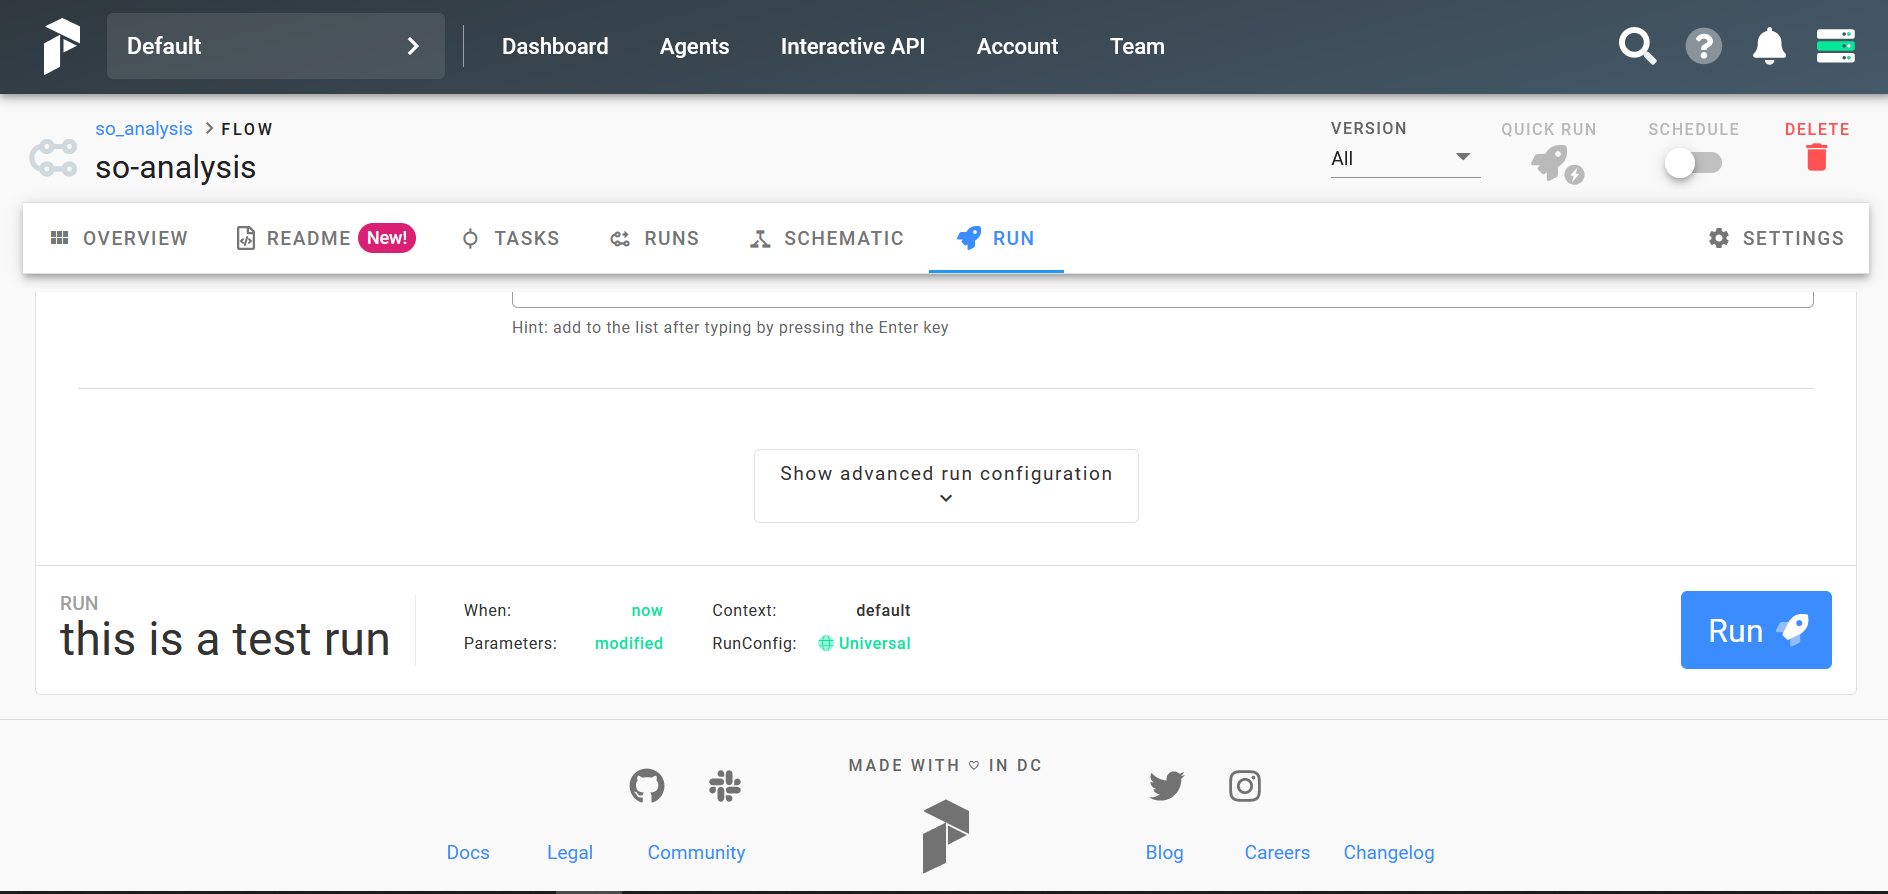 Default
Dashboard Agents Interactive API Account Team
so_analysis > FLOW
so-analysis
VERSION
All
QUICK RUN
SCHEDULE
DELETE
OVERVIEW README New! TASKS RUNS SCHEMATIC RUN SETTINGS
Hint: add to the list after typing by pressing the Enter key
Show advanced run configuration
RUN
this is a test run
When: now
Parameters: modified
Context: default
RunConfig: Universal
Run
MADE WITH ♡ IN DC
Docs Legal Community Blog Careers Changelog